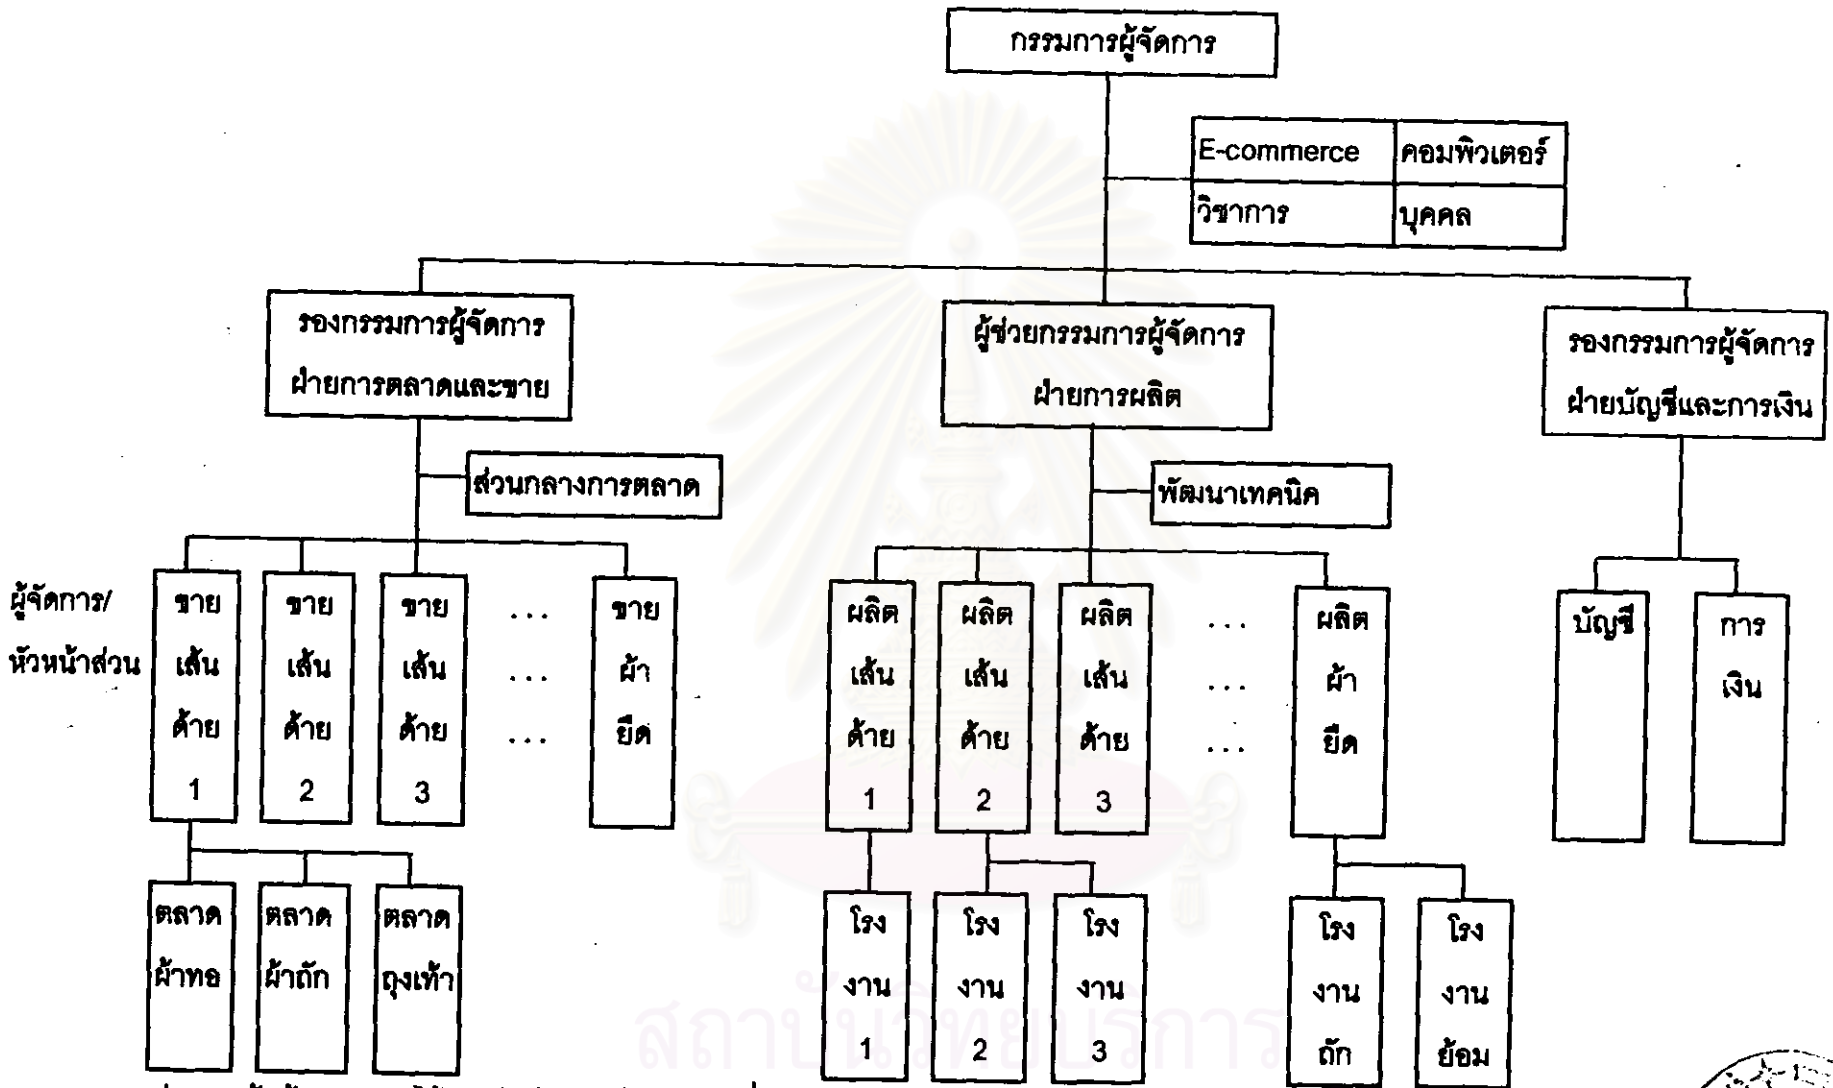 กรรมการผู้จัดการ
E-commerce คอมพิวเตอร์
วิชาการ บุคคล
รองกรรมการผู้จัดการ
ฝ่ายการตลาดและขาย
ผู้ช่วยกรรมการผู้จัดการ
ฝ่ายการผลิต
รองกรรมการผู้จัดการ
ฝ่ายบัญชีและการเงิน
ส่วนกลางการตลาด
พัฒนาเทคนิค
ผู้จัดการ/
หัวหน้าส่วน
ขาย
เส้น
ด้าย
1
ขาย
เส้น
ด้าย
2
ขาย
เส้น
ด้าย
3
...
...
...
ขาย
ผ้า
ยืด
ผลิต
เส้น
ด้าย
1
ผลิต
เส้น
ด้าย
2
ผลิต
เส้น
ด้าย
3
...
...
...
ผลิต
ผ้า
ยืด
บัญชี
การ
เงิน
ตลาด
ผ้าทอ
ตลาด
ผ้าถัก
ตลาด
ถุงเท้า
โรง
งาน
1
โรง
งาน
2
โรง
งาน
3
โรง
งาน
ถัก
โรง
งาน
ย้อม
สถาบันวิทยบริการ